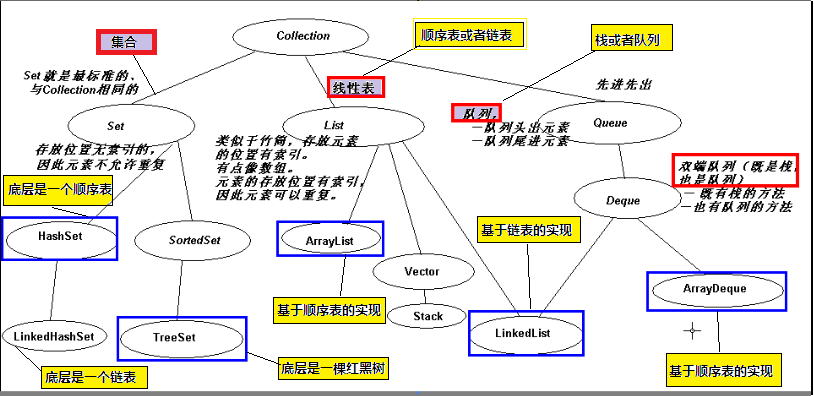 集合
Collection
顺序表或者链表
栈或者队列
Set 就是最标准的、
与Collection相同的
线性表
先进先出
Set
List
队列，
－队列头出元素
－队列尾进元素
Queue
存放位置无索引的，
因此元素不允许重复
类似于竹筒，存放元素
的位置有索引。
有点像数组。
元素的存放位置有索引，
因此元素可以重复。
双端队列（既是栈，
也是队列）
－ 既有栈的方法
－也有队列的方法
底层是一个顺序表
Deque
HashSet
SortedSet
ArrayList
基于链表的实现
Vector
ArrayDeque
基于顺序表的实现
Stack
LinkedHashSet
TreeSet
LinkedList
底层是一个链表
底层是一棵红黑树
基于顺序表的实现